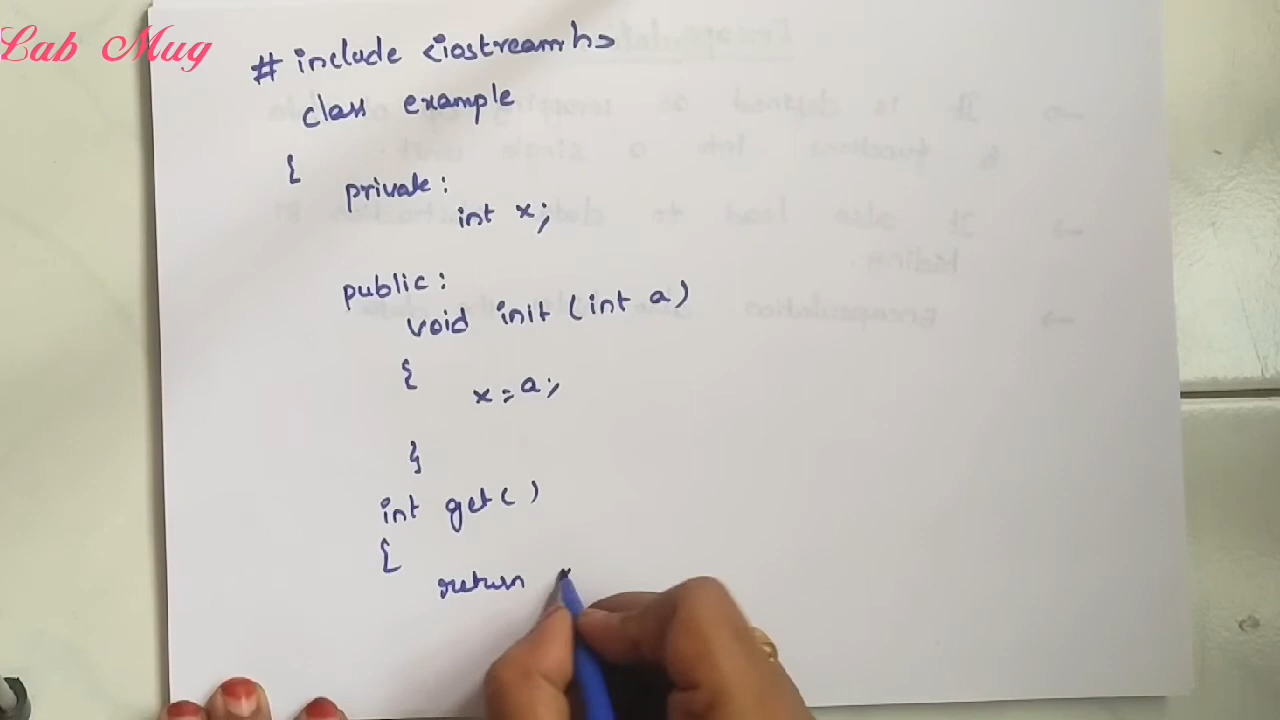 Lab Mug
# include <iostream.h>
class example
{
private:
int x;
public:
void init (int a)
{
x = a;
}
int get( )
{
return x